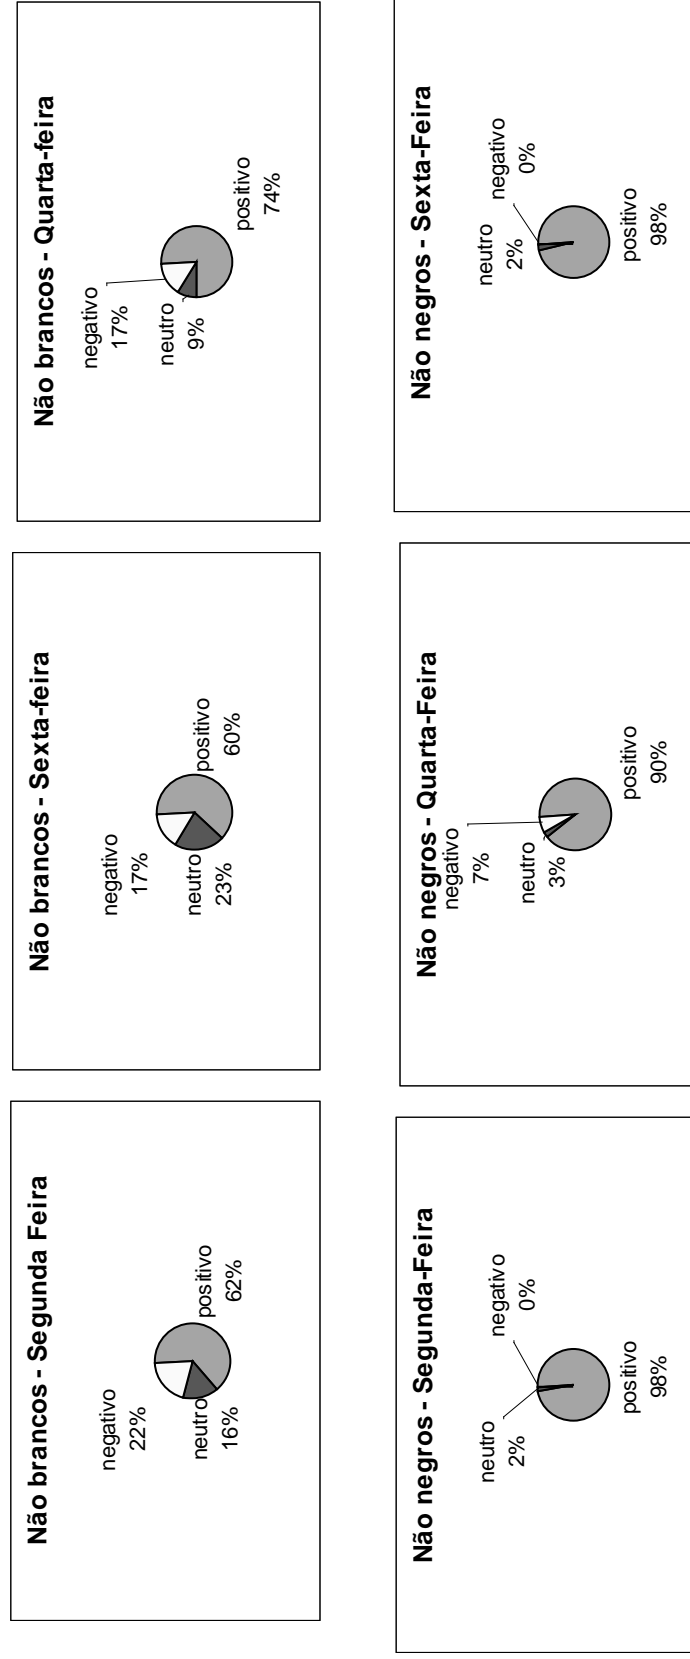 Não brancos - Segunda Feira
negativo
22%
neutro
16%
positivo
62%
Não brancos - Sexta-feira
negativo
17%
neutro
23%
positivo
60%
Não brancos - Quarta-feira
negativo
17%
neutro
9%
positivo
74%
Não negros - Segunda-Feira
neutro
2%
negativo
0%
positivo
98%
Não negros - Quarta-Feira
negativo
7%
neutro
3%
positivo
90%
Não negros - Sexta-Feira
neutro
2%
negativo
0%
positivo
98%